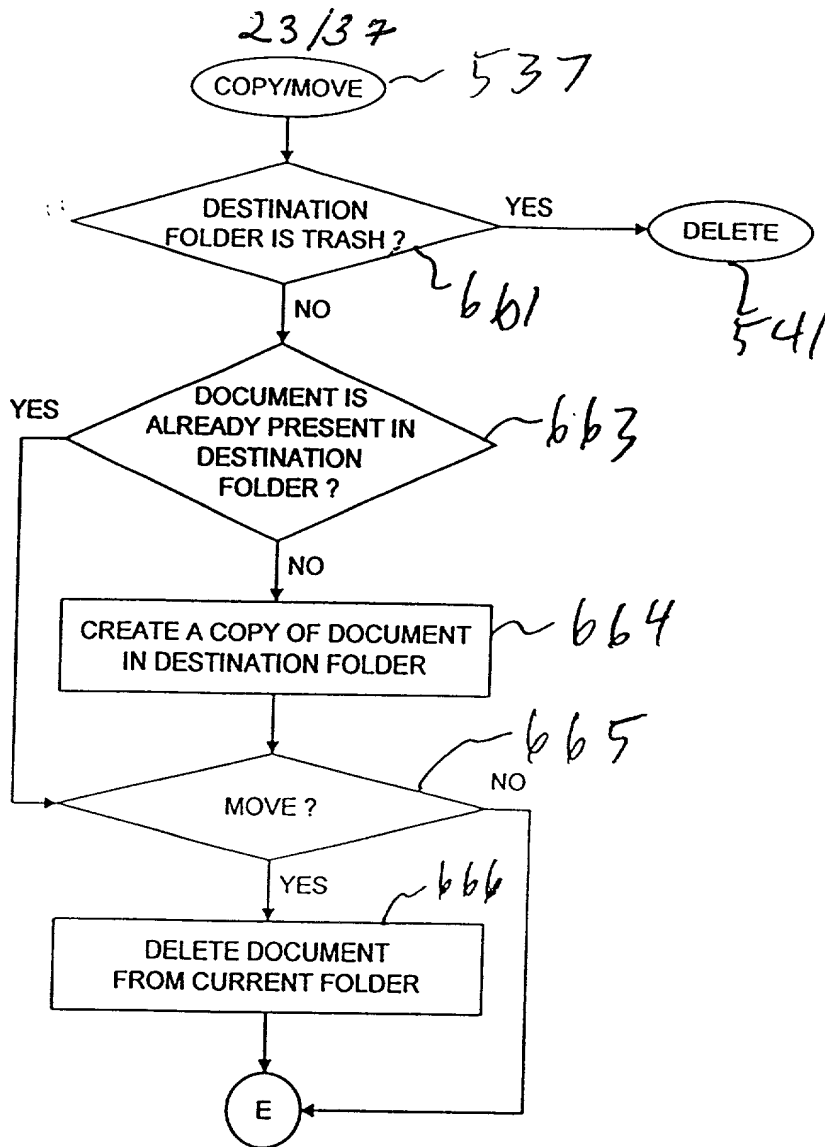 23/37
COPY/MOVE
537
DESTINATION
FOLDER IS TRASH ?
YES
DELETE
661
541
NO
DOCUMENT IS
ALREADY PRESENT IN
DESTINATION
FOLDER ?
YES
663
NO
CREATE A COPY OF DOCUMENT
IN DESTINATION FOLDER
664
665
MOVE ?
NO
YES
666
DELETE DOCUMENT
FROM CURRENT FOLDER
E